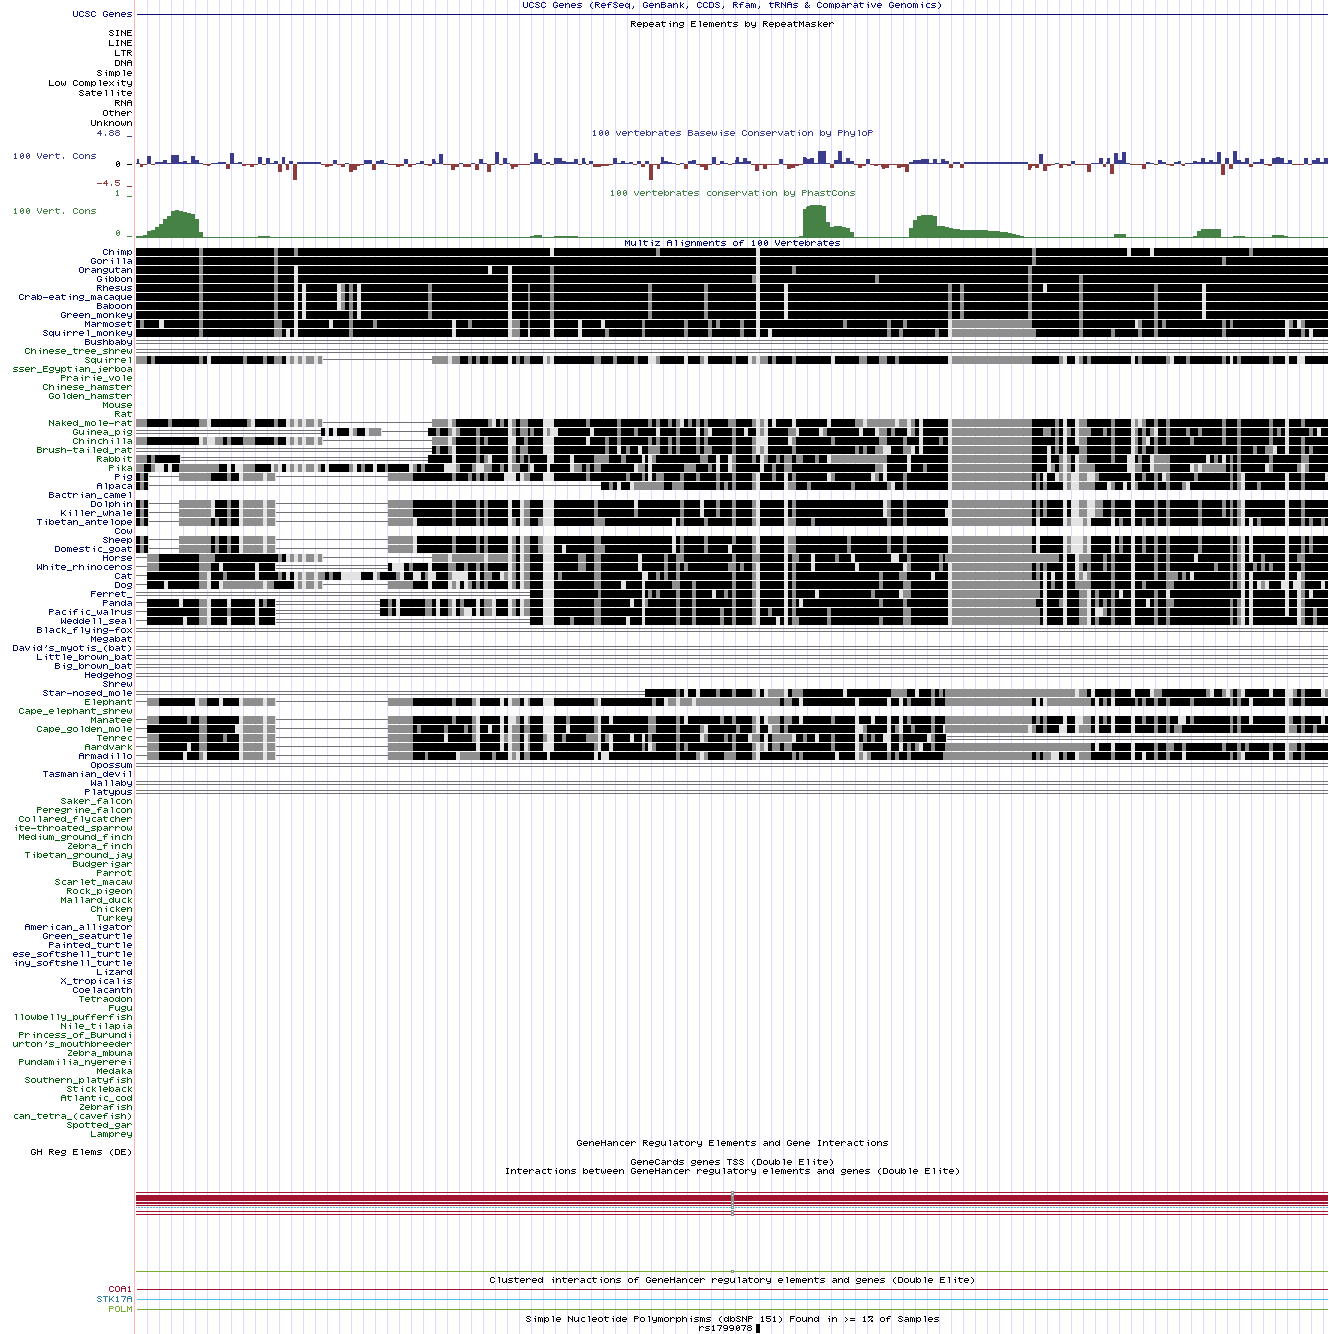 UCSC Genes (RefSeq, GenBank, CCDS, Rfam, tRNAs & Comparative Genomics)
UCSC Genes
Repeating Elements by RepeatMasker
SINE
LINE
LTR
DNA
Simple
Low Complexity
Satellite
RNA
Other
Unknown
4.88 _
100 vertebrates Basewise Conservation by PhyloP
100 Vert. Cons
0 -
-4.5 _
1 _
100 vertebrates conservation by PhastCons
100 Vert. Cons
0 _
Multiz Alignments of 100 Vertebrates
Chimp
Gorilla
Orangutan
Gibbon
Rhesus
Crab-eating_macaque
Baboon
Green_monkey
Marmoset
Squirrel_monkey
Bushbaby
Chinese_tree_shrew
Squirrel
sser_Egyptian_jerboa
Prairie_vole
Chinese_hamster
Golden_hamster
Mouse
Rat
Naked_mole-rat
Guinea_pig
Chinchilla
Brush-tailed_rat
Rabbit
Pika
Pig
Alpaca
Bactrian_camel
Dolphin
Killer_whale
Tibetan_antelope
Cow
Sheep
Domestic_goat
Horse
White_rhinoceros
Cat
Dog
Ferret_
Panda
Pacific_walrus
Weddell_seal
Black_flying-fox
Megabat
David's_myotis_(bat)
Little_brown_bat
Big_brown_bat
Hedgehog
Shrew
Star-nosed_mole
Elephant
Cape_elephant_shrew
Manatee
Cape_golden_mole
Tenrec
Aardvark
Armadillo
Opossum
Tasmanian_devil
Wallaby
Platypus
Saker_falcon
Peregrine_falcon
Collared_flycatcher
ite-throated_sparrow
Medium_ground_finch
Zebra_finch
Tibetan_ground_jay
Budgerigar
Parrot
Scarlet_macaw
Rock_pigeon
Mallard_duck
Chicken
Turkey
American_alligator
Green_seaturtle
Painted_turtle
ese_softshell_turtle
iny_softshell_turtle
Lizard
X_tropicalis
Coelacanth
Tetraodon
Fugu
llowbelly_pufferfish
Nile_tilapia
Princess_of_Burundi
urton's_mouthbreeder
Zebra_mbuna
Pundamilia_nyererei
Medaka
Southern_platyfish
Stickleback
Atlantic_cod
Zebrafish
can_tetra_(cavefish)
Spotted_gar
Lamprey
GeneHancer Regulatory Elements and Gene Interactions
GH Reg Elems (DE)
GeneCards genes TSS (Double Elite)
Interactions between GeneHancer regulatory elements and genes (Double Elite)
Clustered interactions of GeneHancer regulatory elements and genes (Double Elite)
COA1
STK17A
POLM
Simple Nucleotide Polymorphisms (dbSNP 151) Found in >= 1% of Samples
rs1799078